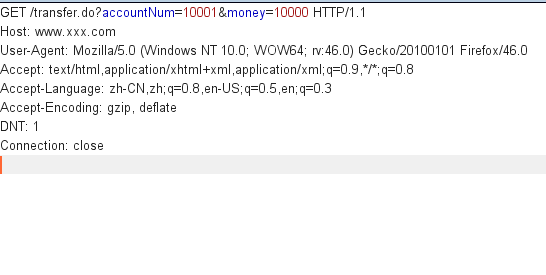 GET /transfer.do?accountNum=10001&money=10000 HTTP/1.1
Host: www.xxx.com
User-Agent: Mozilla/5.0 (Windows NT 10.0; WOW64; rv:46.0) Gecko/20100101 Firefox/46.0
Accept: text/html,application/xhtml+xml,application/xml;q=0.9,*/*;q=0.8
Accept-Language: zh-CN,zh;q=0.8,en-US;q=0.5,en;q=0.3
Accept-Encoding: gzip, deflate
DNT: 1
Connection: close